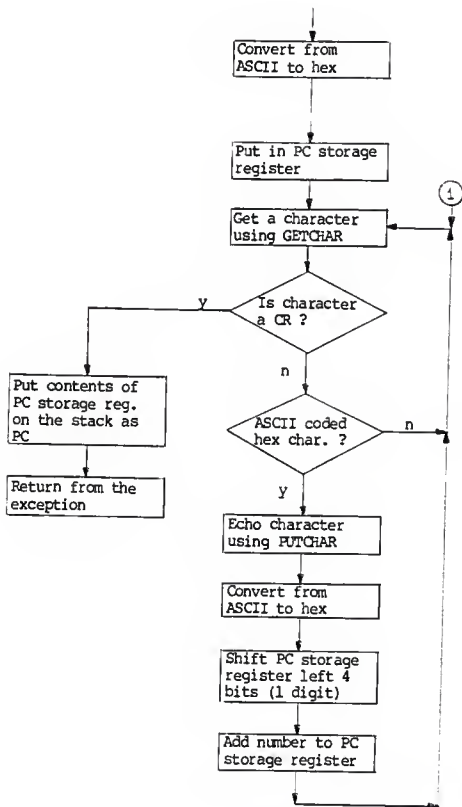 Convert from
ASCII to hex
Put in PC storage
register
1
Get a character
using GETCHAR
y
Is character
a CR ?
n
Put contents of
PC storage reg.
on the stack as
PC
Return from the
exception
ASCII coded
hex char. ?
n
y
Echo character
using PUTCHAR
Convert from
ASCII to hex
Shift PC storage
register left 4
bits (1 digit)
Add number to PC
storage register